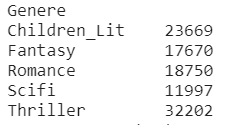 Genere
Children_Lit 23669
Fantasy 17670
Romance 18750
Scifi 11997
Thriller 32202